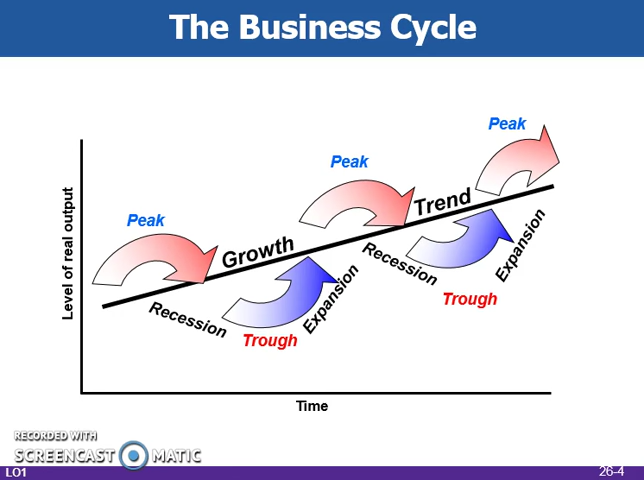 The Business Cycle
Peak
Peak
Peak
Level of real output
Growth
Trend
Recession
Trough
Expansion
Recession
Trough
Expansion
Time
RECORDED WITH
SCREENCAST MATIC
LO1
26-4